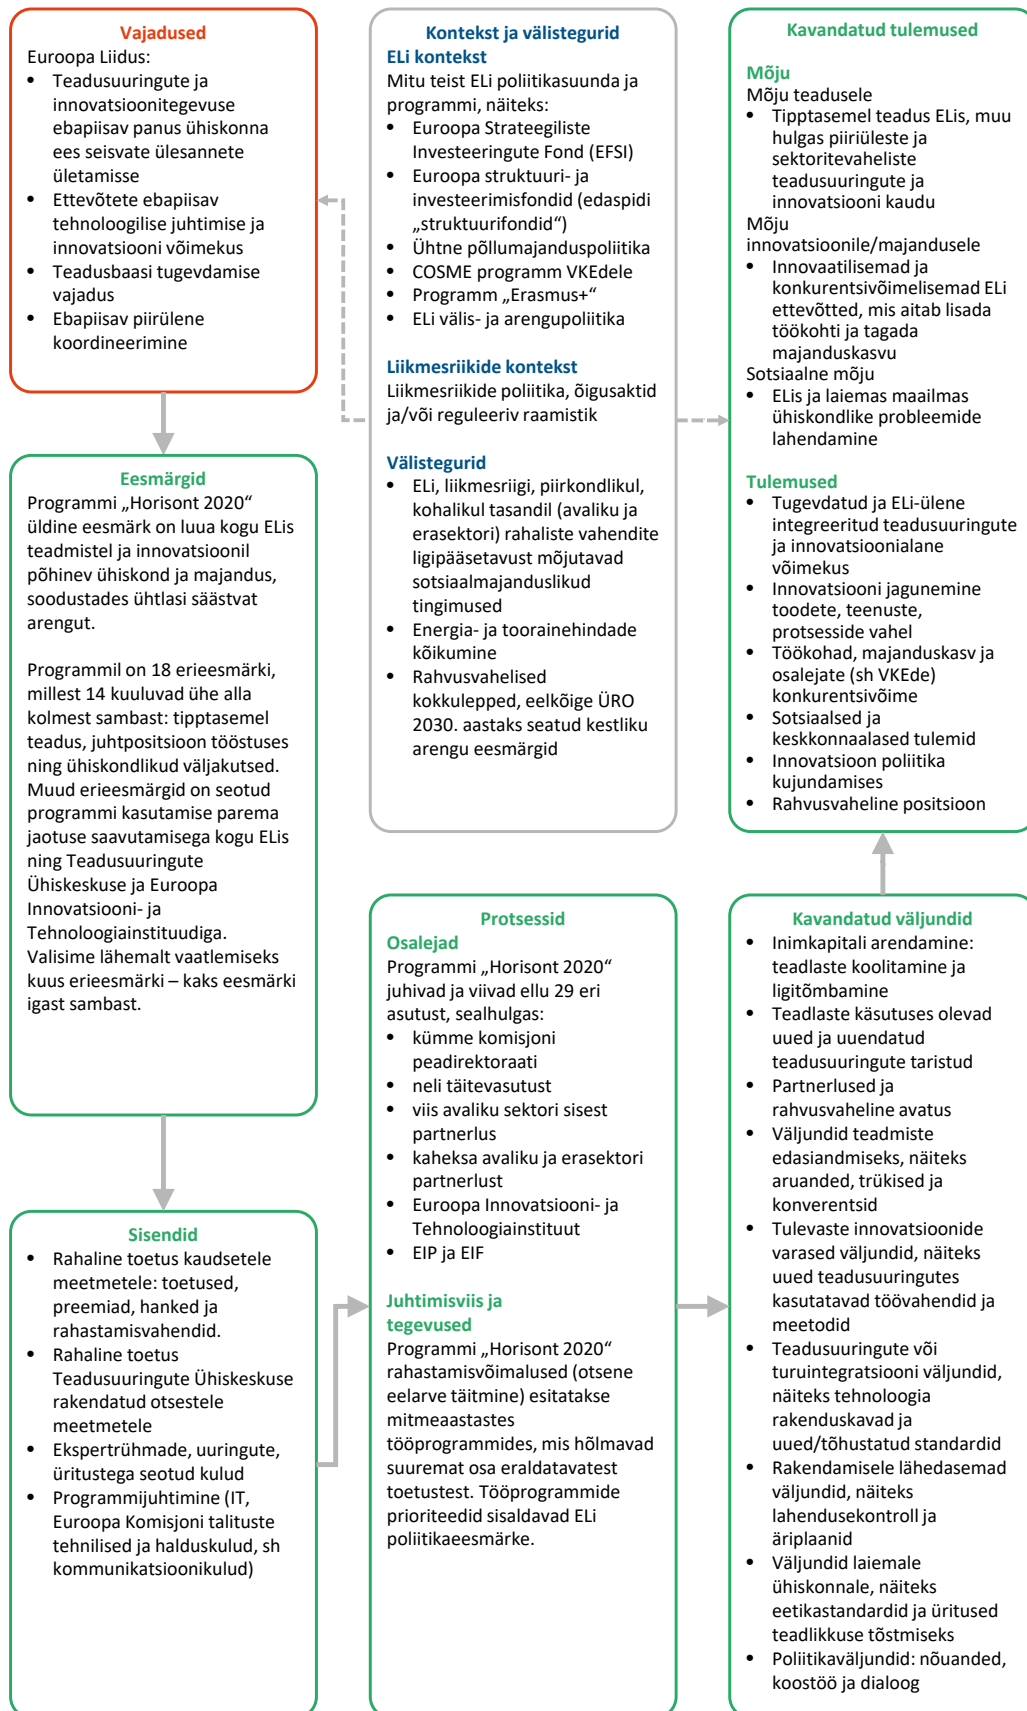 Vajadused
Euroopa Liidus:
• Teadusuuringute ja
innovatsioonitegevuse
ebapiisav panus ühiskonna
ees seisvate ülesannete
ületamisse
• Ettevõtete ebapiisav
tehnoloogilise juhtimise ja
innovatsiooni võimekus
• Teadusbaasi tugevdamise
vajadus
• Ebapiisav piirülene
koordineerimine
Eesmärgid
Programmi „Horisont 2020“
üldine eesmärk on luua kogu ELis
teadmistel ja innovatsioonil
põhinev ühiskond ja majandus,
soodustades ühtlasi säästvat
arengut.
Programmil on 18 erieesmärki,
millest 14 kuuluvad ühe alla
kolmest sambast: tipptasemel
teadus, juhtpositsioon tööstuses
ning ühiskondlikud väljakutsed.
Muud erieesmärgid on seotud
programmi kasutamise parema
jaotuse saavutamisega kogu ELis
ning Teadusuuringute
Ühiskeskuse ja Euroopa
Innovatsiooni- ja
Tehnoloogiainstituudiga.
Valisime lähemalt vaatlemiseks
kuus erieesmärki – kaks eesmärki
igast sambast.
Sisendid
• Rahaline toetus kaudsetele
meetmetele: toetused,
preemiad, hanked ja
rahastamisvahendid.
• Rahaline toetus
Teadusuuringute Ühiskeskuse
rakendatud otsestele
meetmetele
• Ekspertrühmade, uuringute,
üritustega seotud kulud
• Programmijuhtimine (IT,
Euroopa Komisjoni talituste
tehnilised ja halduskulud, sh
kommunikatsioonikulud)
Kontekst ja välistegurid
ELi kontekst
Mitu teist ELi poliitikasuunda ja
programmi, näiteks:
• Euroopa Strateegiliste
Investeeringute Fond (EFSI)
• Euroopa struktuuri- ja
investeerimisfondid (edaspidi
„struktuurifondid“)
• Ühtne põllumajanduspoliitika
• COSME programm VKEdele
• Programm „Erasmus+“
• ELi välis- ja arengupoliitika
Liikmesriikide kontekst
Liikmesriikide poliitika, õigusaktid
ja/või reguleeriv raamistik
Välistegurid
• ELi, liikmesriigi, piirkondlikul,
kohalikul tasandil (avaliku ja
erasektori) rahaliste vahendite
ligipääsetavust mõjutavad
sotsiaalmajanduslikud
tingimused
• Energia- ja toorainehindade
kõikumine
• Rahvusvahelised
kokkulepped, eelkõige ÜRO
2030. aastaks seatud kestliku
arengu eesmärgid
Protsessid
Osalejad
Programmi „Horisont 2020“
juhivad ja viivad ellu 29 eri
asutust, sealhulgas:
• kümme komisjoni
peadirektoraati
• neli täitevasutust
• viis avaliku sektori sisest
partnerlus
• kaheksa avaliku ja erasektori
partnerlust
• Euroopa Innovatsiooni- ja
Tehnoloogiainstituut
• EIP ja EIF
Juhtimisviis ja
tegevused
Programmi „Horisont 2020“
rahastamisvõimalused (otsene
eelarve täitmine) esitatakse
mitmeaastastes
tööprogrammides, mis hõlmavad
suuremat osa eraldatavatest
toetustest. Tööprogrammide
prioriteedid sisaldavad ELi
poliitikaeesmärke.
Kavandatud tulemused
Mõju
Mõju teadusele
• Tipptasemel teadus ELis, muu
hulgas piiriüleste ja
sektoritevaheliste
teadusuuringute ja
innovatsiooni kaudu
Mõju
innovatsioonile/majandusele
• Innovaatilisemad ja
konkurentsivõimelisemad ELi
ettevõtted, mis aitab lisada
töökohti ja tagada
majanduskasvu
Sotsiaalne mõju
• ELis ja laiemas maailmas
ühiskondlike probleemide
lahendamine
Tulemused
• Tugevdatud ja ELi-ülene
integreeritud teadusuuringute
ja innovatsioonialane
võimekus
• Innovatsiooni jagunemine
toodete, teenuste,
protsesside vahel
• Töökohad, majanduskasv ja
osalejate (sh VKEde)
konkurentsivõime
• Sotsiaalsed ja
keskkonnaalased tulemid
• Innovatsioon poliitika
kujundamises
• Rahvusvaheline positsioon
Kavandatud väljundid
• Inimkapitali arendamine:
teadlaste koolitamine ja
ligitõmbamine
• Teadlaste käsutuses olevad
uued ja uuendatud
teadusuuringute taristud
• Partnerlused ja
rahvusvaheline avatus
• Väljundid teadmiste
edasiandmiseks, näiteks
aruanded, trükised ja
konverentsid
• Tulevaste innovatsioonide
varased väljundid, näiteks
uued teadusuuringutes
kasutatavad töövahendid ja
meetodid
• Teadusuuringute või
turuintegratsiooni väljundid,
näiteks tehnoloogia
rakenduskavad ja
uued/tõhustatud standardid
• Rakendamisele lähedasemad
väljundid, näiteks
lahendusekontroll ja
äriplaanid
• Väljundid laiemale
ühiskonnale, näiteks
eetikastandardid ja üritused
teadlikkuse tõstmiseks
• Poliitikaväljundid: nõuanded,
koostöö ja dialoog